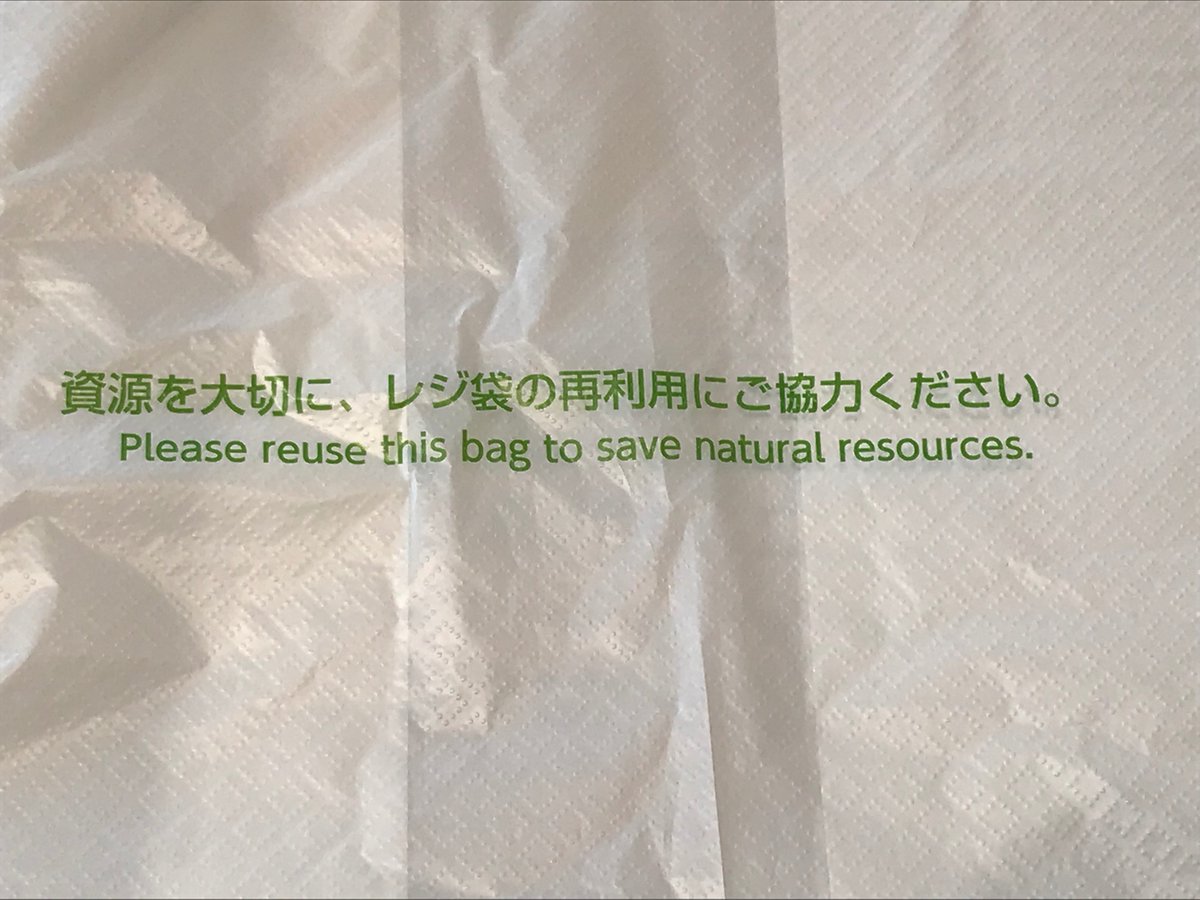 資源を大切に、レジ袋の再利用にご協力ください。
Please reuse this bag to save natural resources.